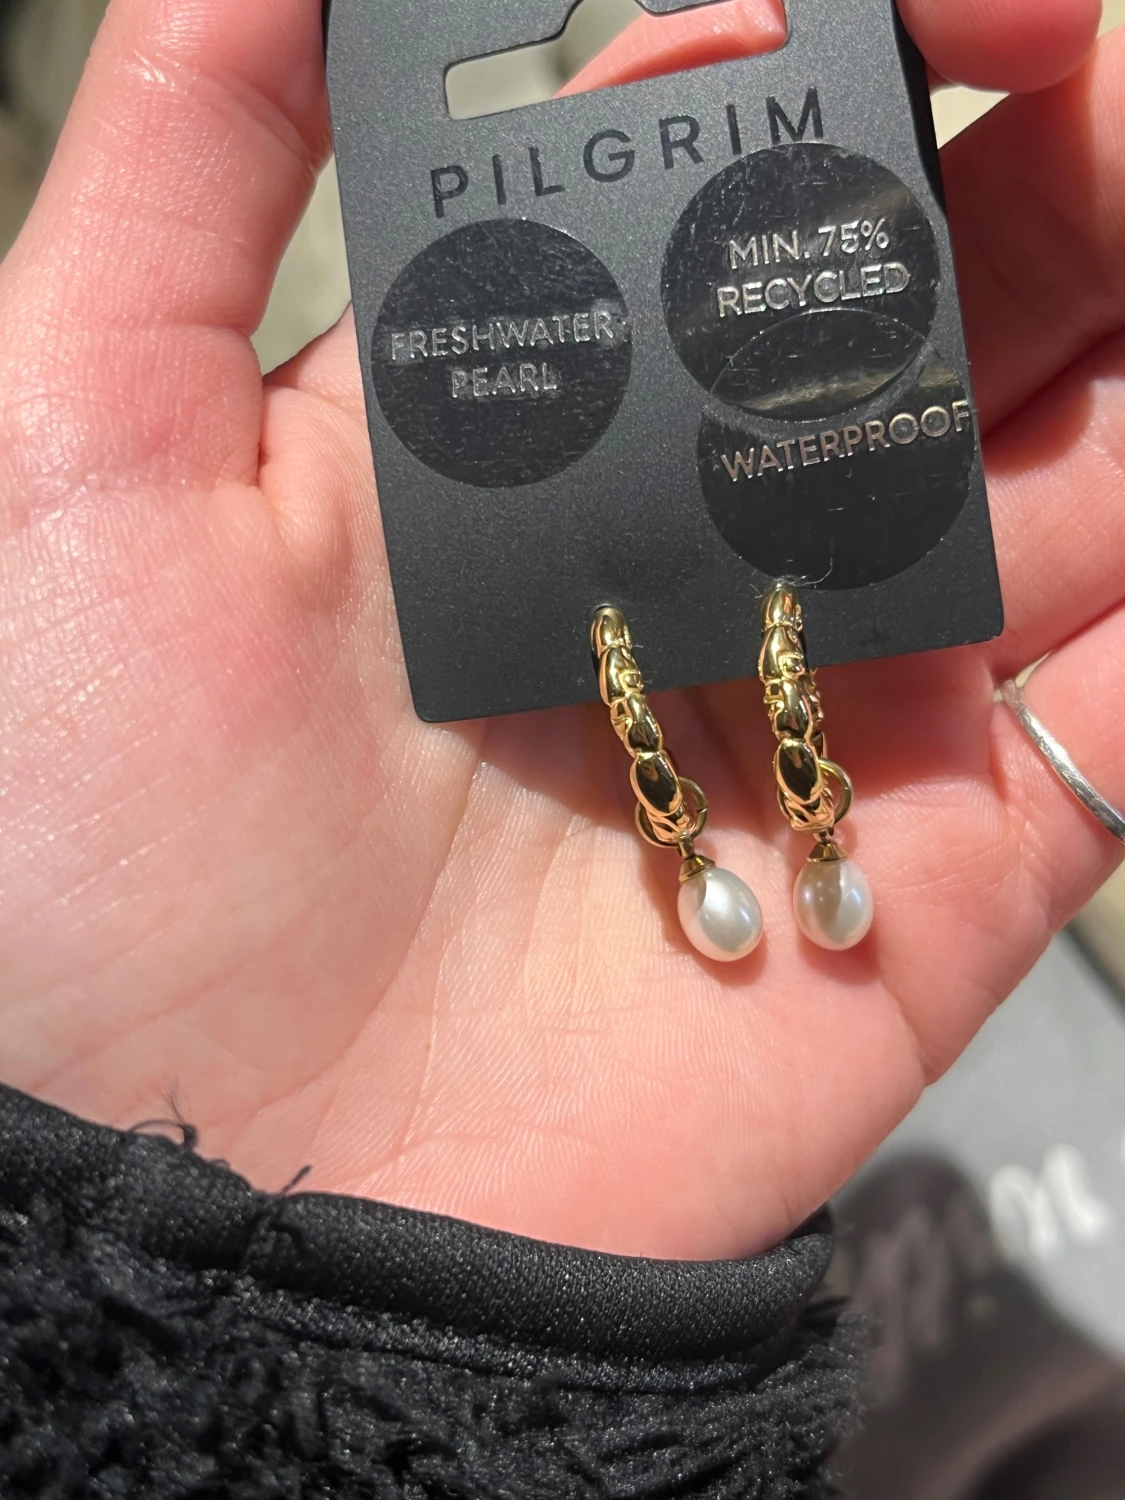 PILGRIM
FRESHWATER
PEARL
MIN. 75%
RECYCLED
WATERPROOF